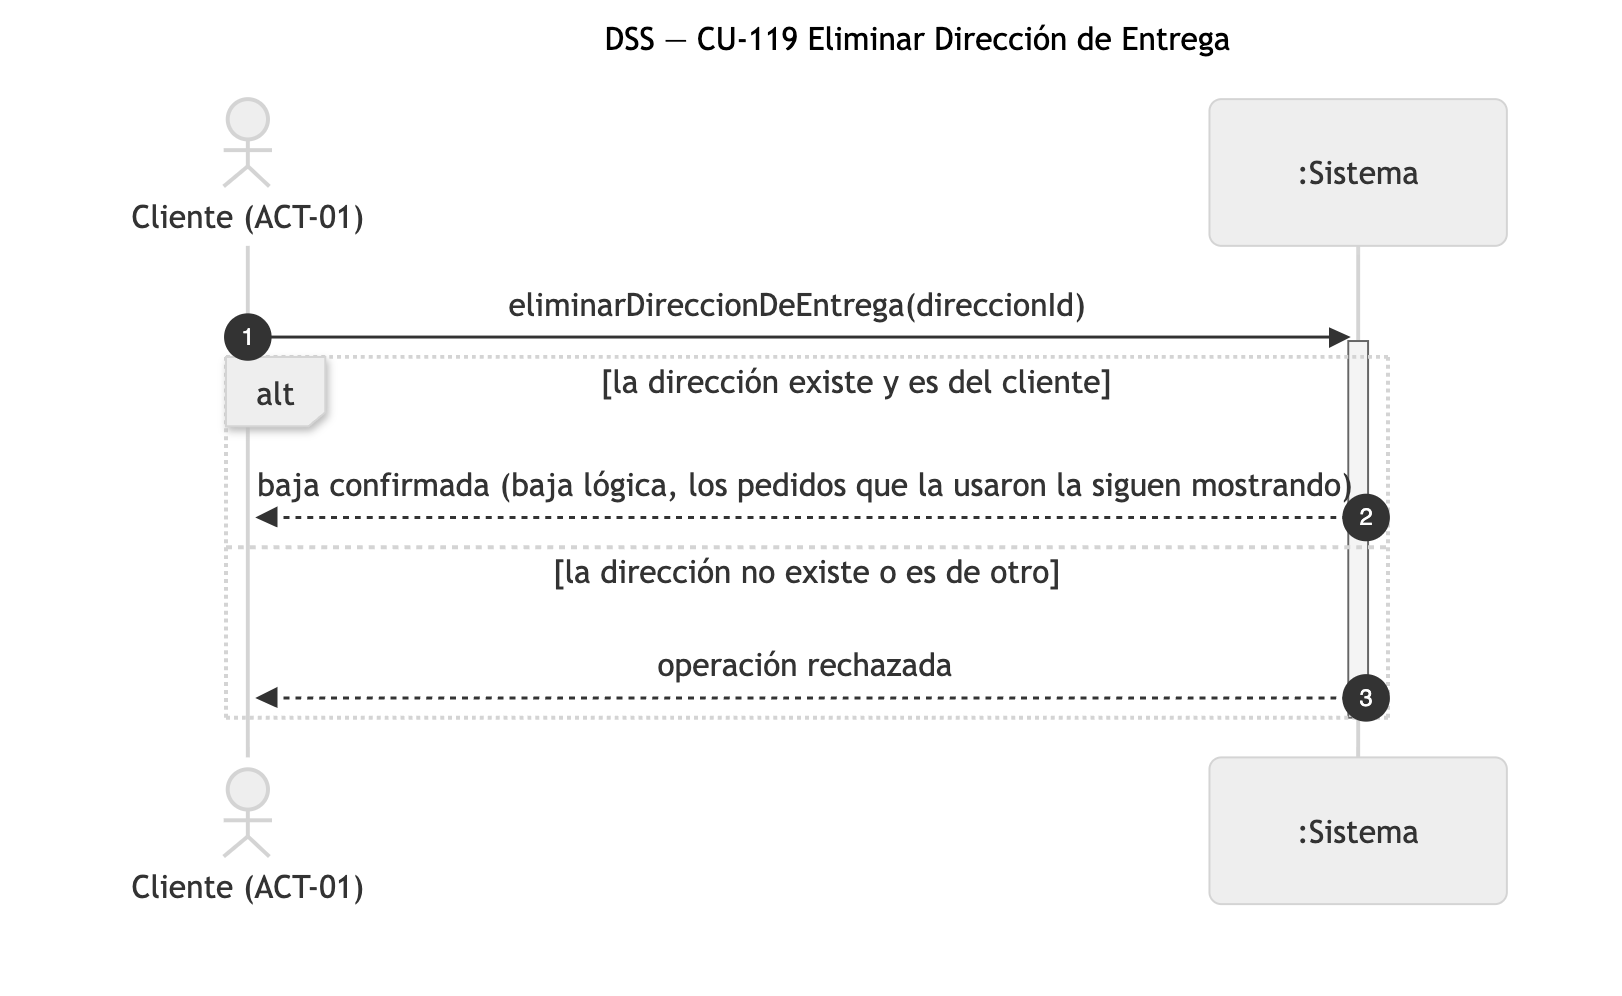 DSS — CU-119 Eliminar Dirección de Entrega
Cliente (ACT-01)
:Sistema
eliminarDireccionDeEntrega(direccionId)
1
alt
[la dirección existe y es del cliente]
baja confirmada (baja lógica, los pedidos que la usaron la siguen mostrando)
2
[la dirección no existe o es de otro]
operación rechazada
3
Cliente (ACT-01)
:Sistema